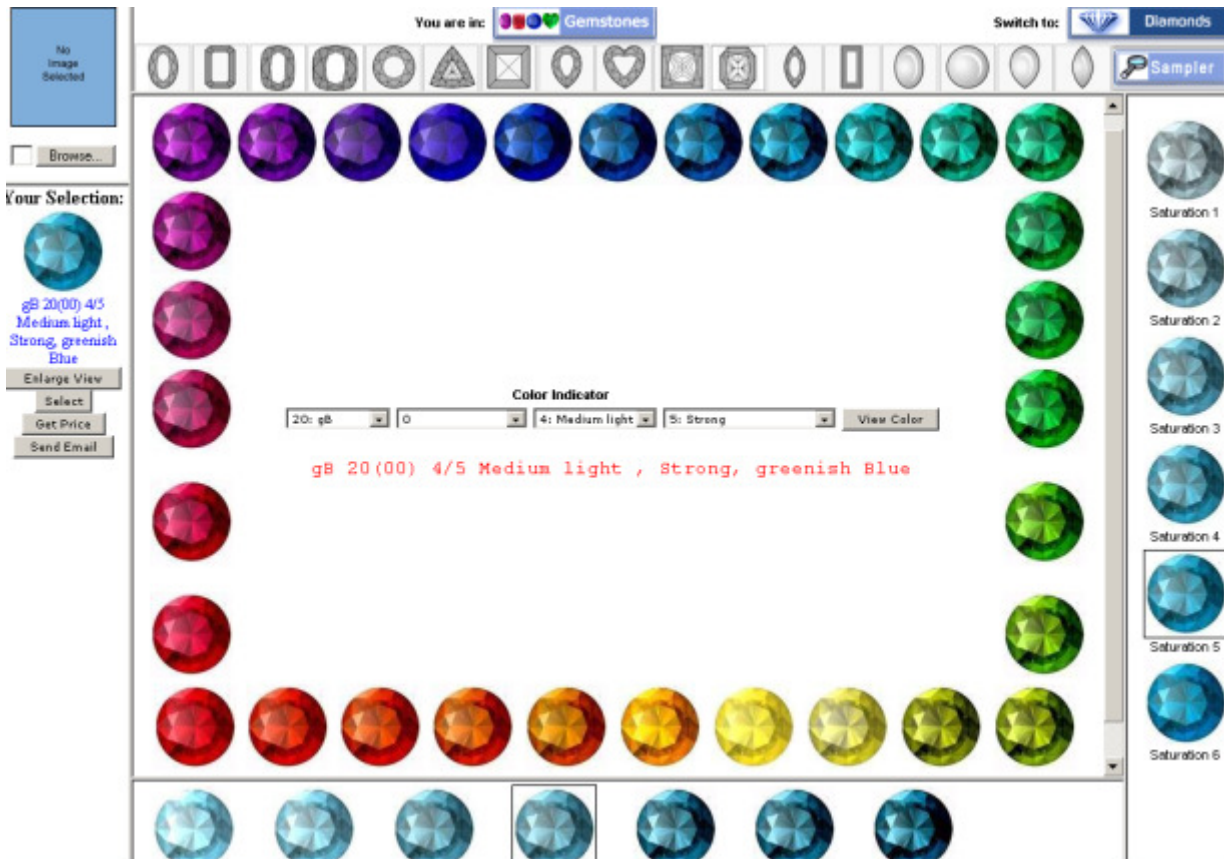 You are in:
Gemstones
Switch to:
Diamonds
No
Image
Selected
Sampler
Browse...
Your Selection:
gB 20(00) 4/5
Medium light ,
Strong, greenish
Blue
Enlarge View
Select
Get Price
Send Email
Color Indicator
20: gB
0
4: Medium light
5: Strong
View Color
gB 20(00) 4/5 Medium light , Strong, greenish Blue
Saturation 1
Saturation 2
Saturation 3
Saturation 4
Saturation 5
Saturation 6